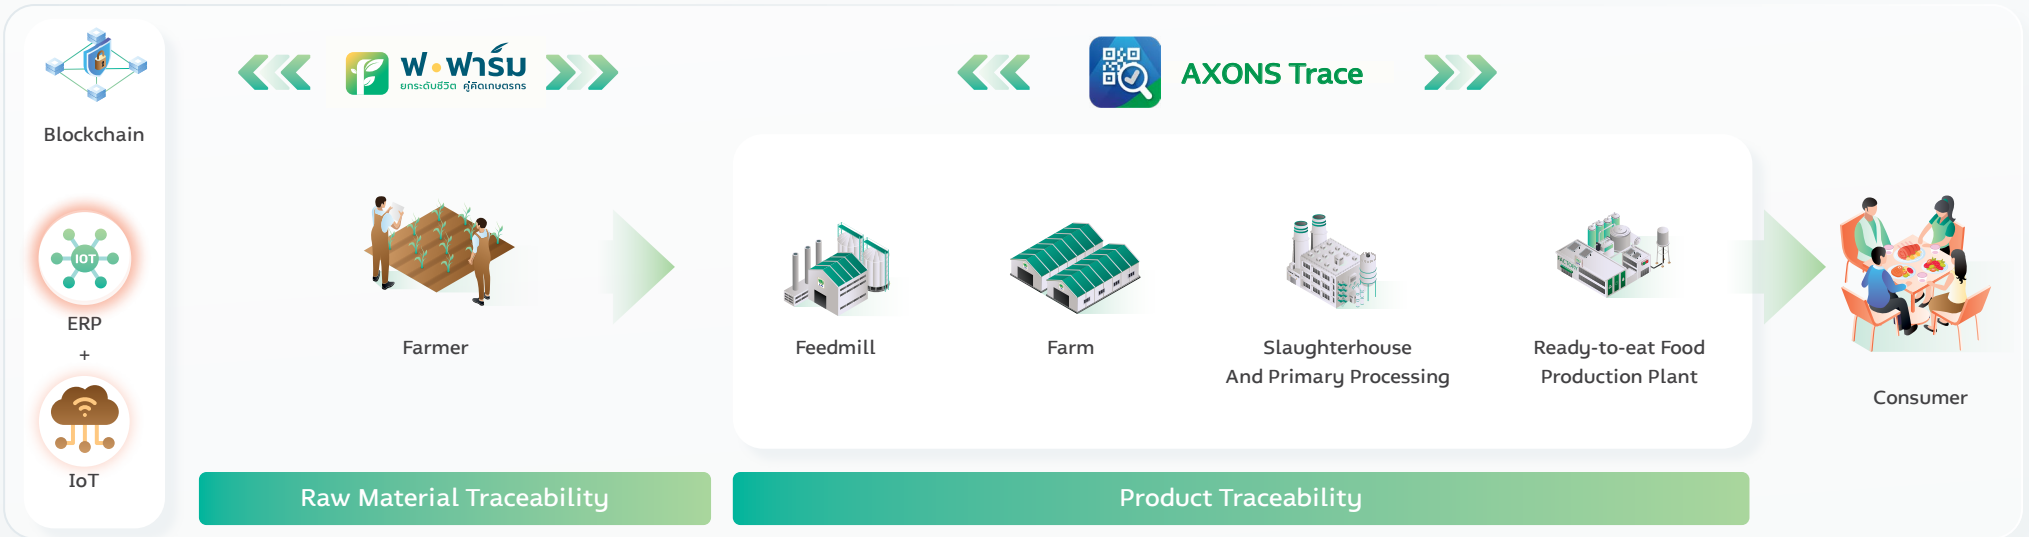 Blockchain
IOT
ERP
+
IoT
ฟ•ฟาร์ม
ยกระดับชีวิต คู่คิดเกษตรกร
AXONS Trace
Farmer
Feedmill
Farm
Slaughterhouse
And Primary Processing
Ready-to-eat Food
Production Plant
Consumer
Raw Material Traceability
Product Traceability